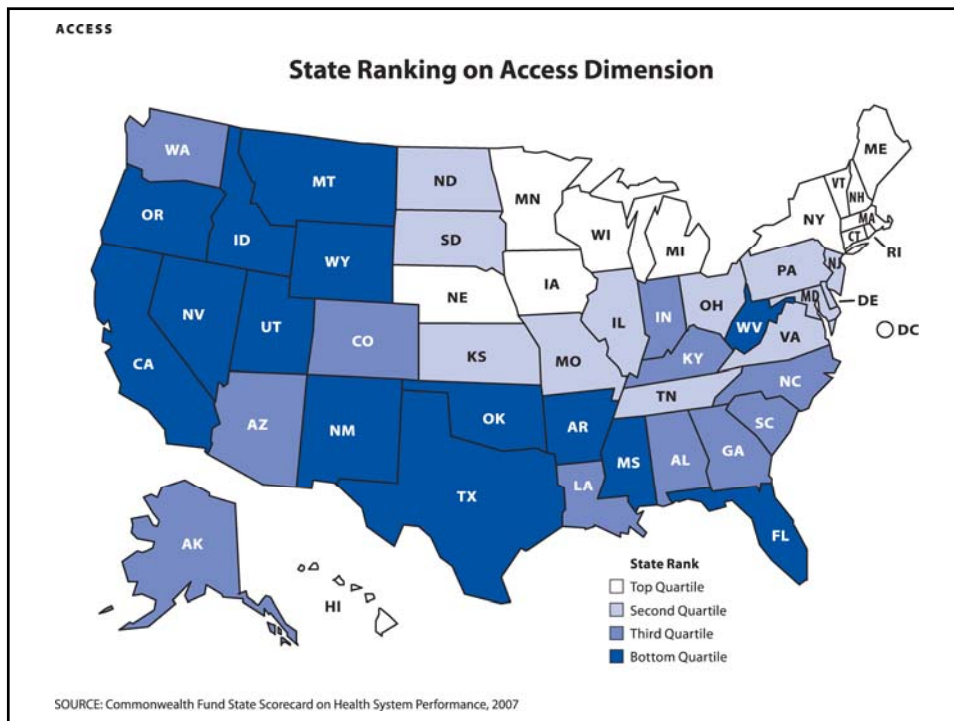 ACCESS
State Ranking on Access Dimension
WA
MT
ND
MN
ME
VT
NH
OR
ID
SD
WI
MI
NY
MA
CT
RI
WY
NE
IA
PA
NJ
NV
UT
CO
KS
IL
IN
OH
MD
DE
WV
VA
DC
CA
MO
KY
NC
TN
AZ
NM
OK
AR
SC
MS
AL
GA
TX
LA
FL
AK
HI
State Rank
Top Quartile
Second Quartile
Third Quartile
Bottom Quartile
SOURCE: Commonwealth Fund State Scorecard on Health System Performance, 2007